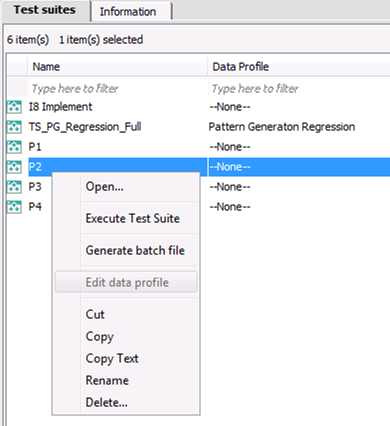 Test suites
Information
6 item(s) 1 item(s) selected
Name Data Profile
Type here to filter Type here to filter
I8 Implement --None--
TS_PG_Regression_Full Pattern Generaton Regression
P1 --None--
P2 --None--
P3 --None--
P4 --None--
Open...
Execute Test Suite
Generate batch file
Edit data profile
Cut
Copy
Copy Text
Rename
Delete...